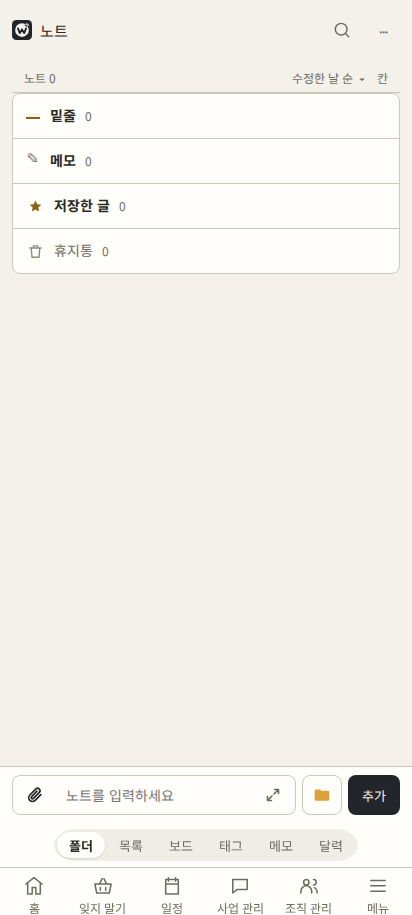 노트
...
노트 0
수정한 날 순 칸
밑줄 0
메모 0
저장한 글 0
휴지통 0
노트를 입력하세요
추가
폴더 목록 보드 태그 메모 달력
홈 잊지 말기 일정 사업 관리 조직 관리 메뉴